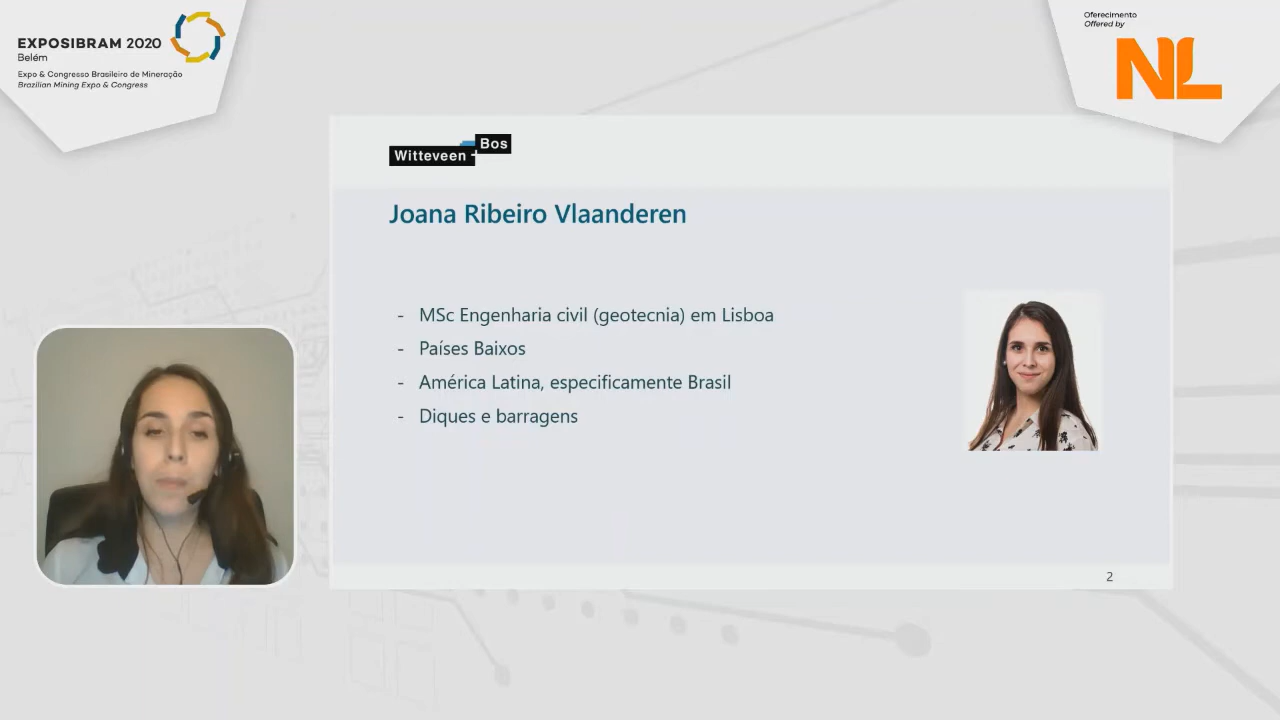 EXPOSIBRAM 2020
Belém
Expo & Congresso Brasileiro de Mineração
Brazilian Mining Expo & Congress
Oferecimento
Offered by
NL
Witteveen + Bos
Joana Ribeiro Vlaanderen
- MSc Engenharia civil (geotecnia) em Lisboa
- Países Baixos
- América Latina, especificamente Brasil
- Diques e barragens
2